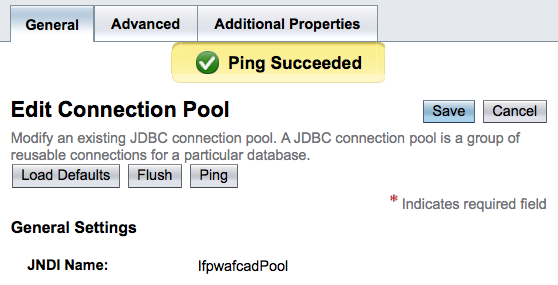 General Advanced Additional Properties
Ping Succeeded
Edit Connection Pool Save Cancel
Modify an existing JDBC connection pool. A JDBC connection pool is a group of
reusable connections for a particular database.
Load Defaults Flush Ping
* Indicates required field
General Settings
JNDI Name: lfpwafcadPool